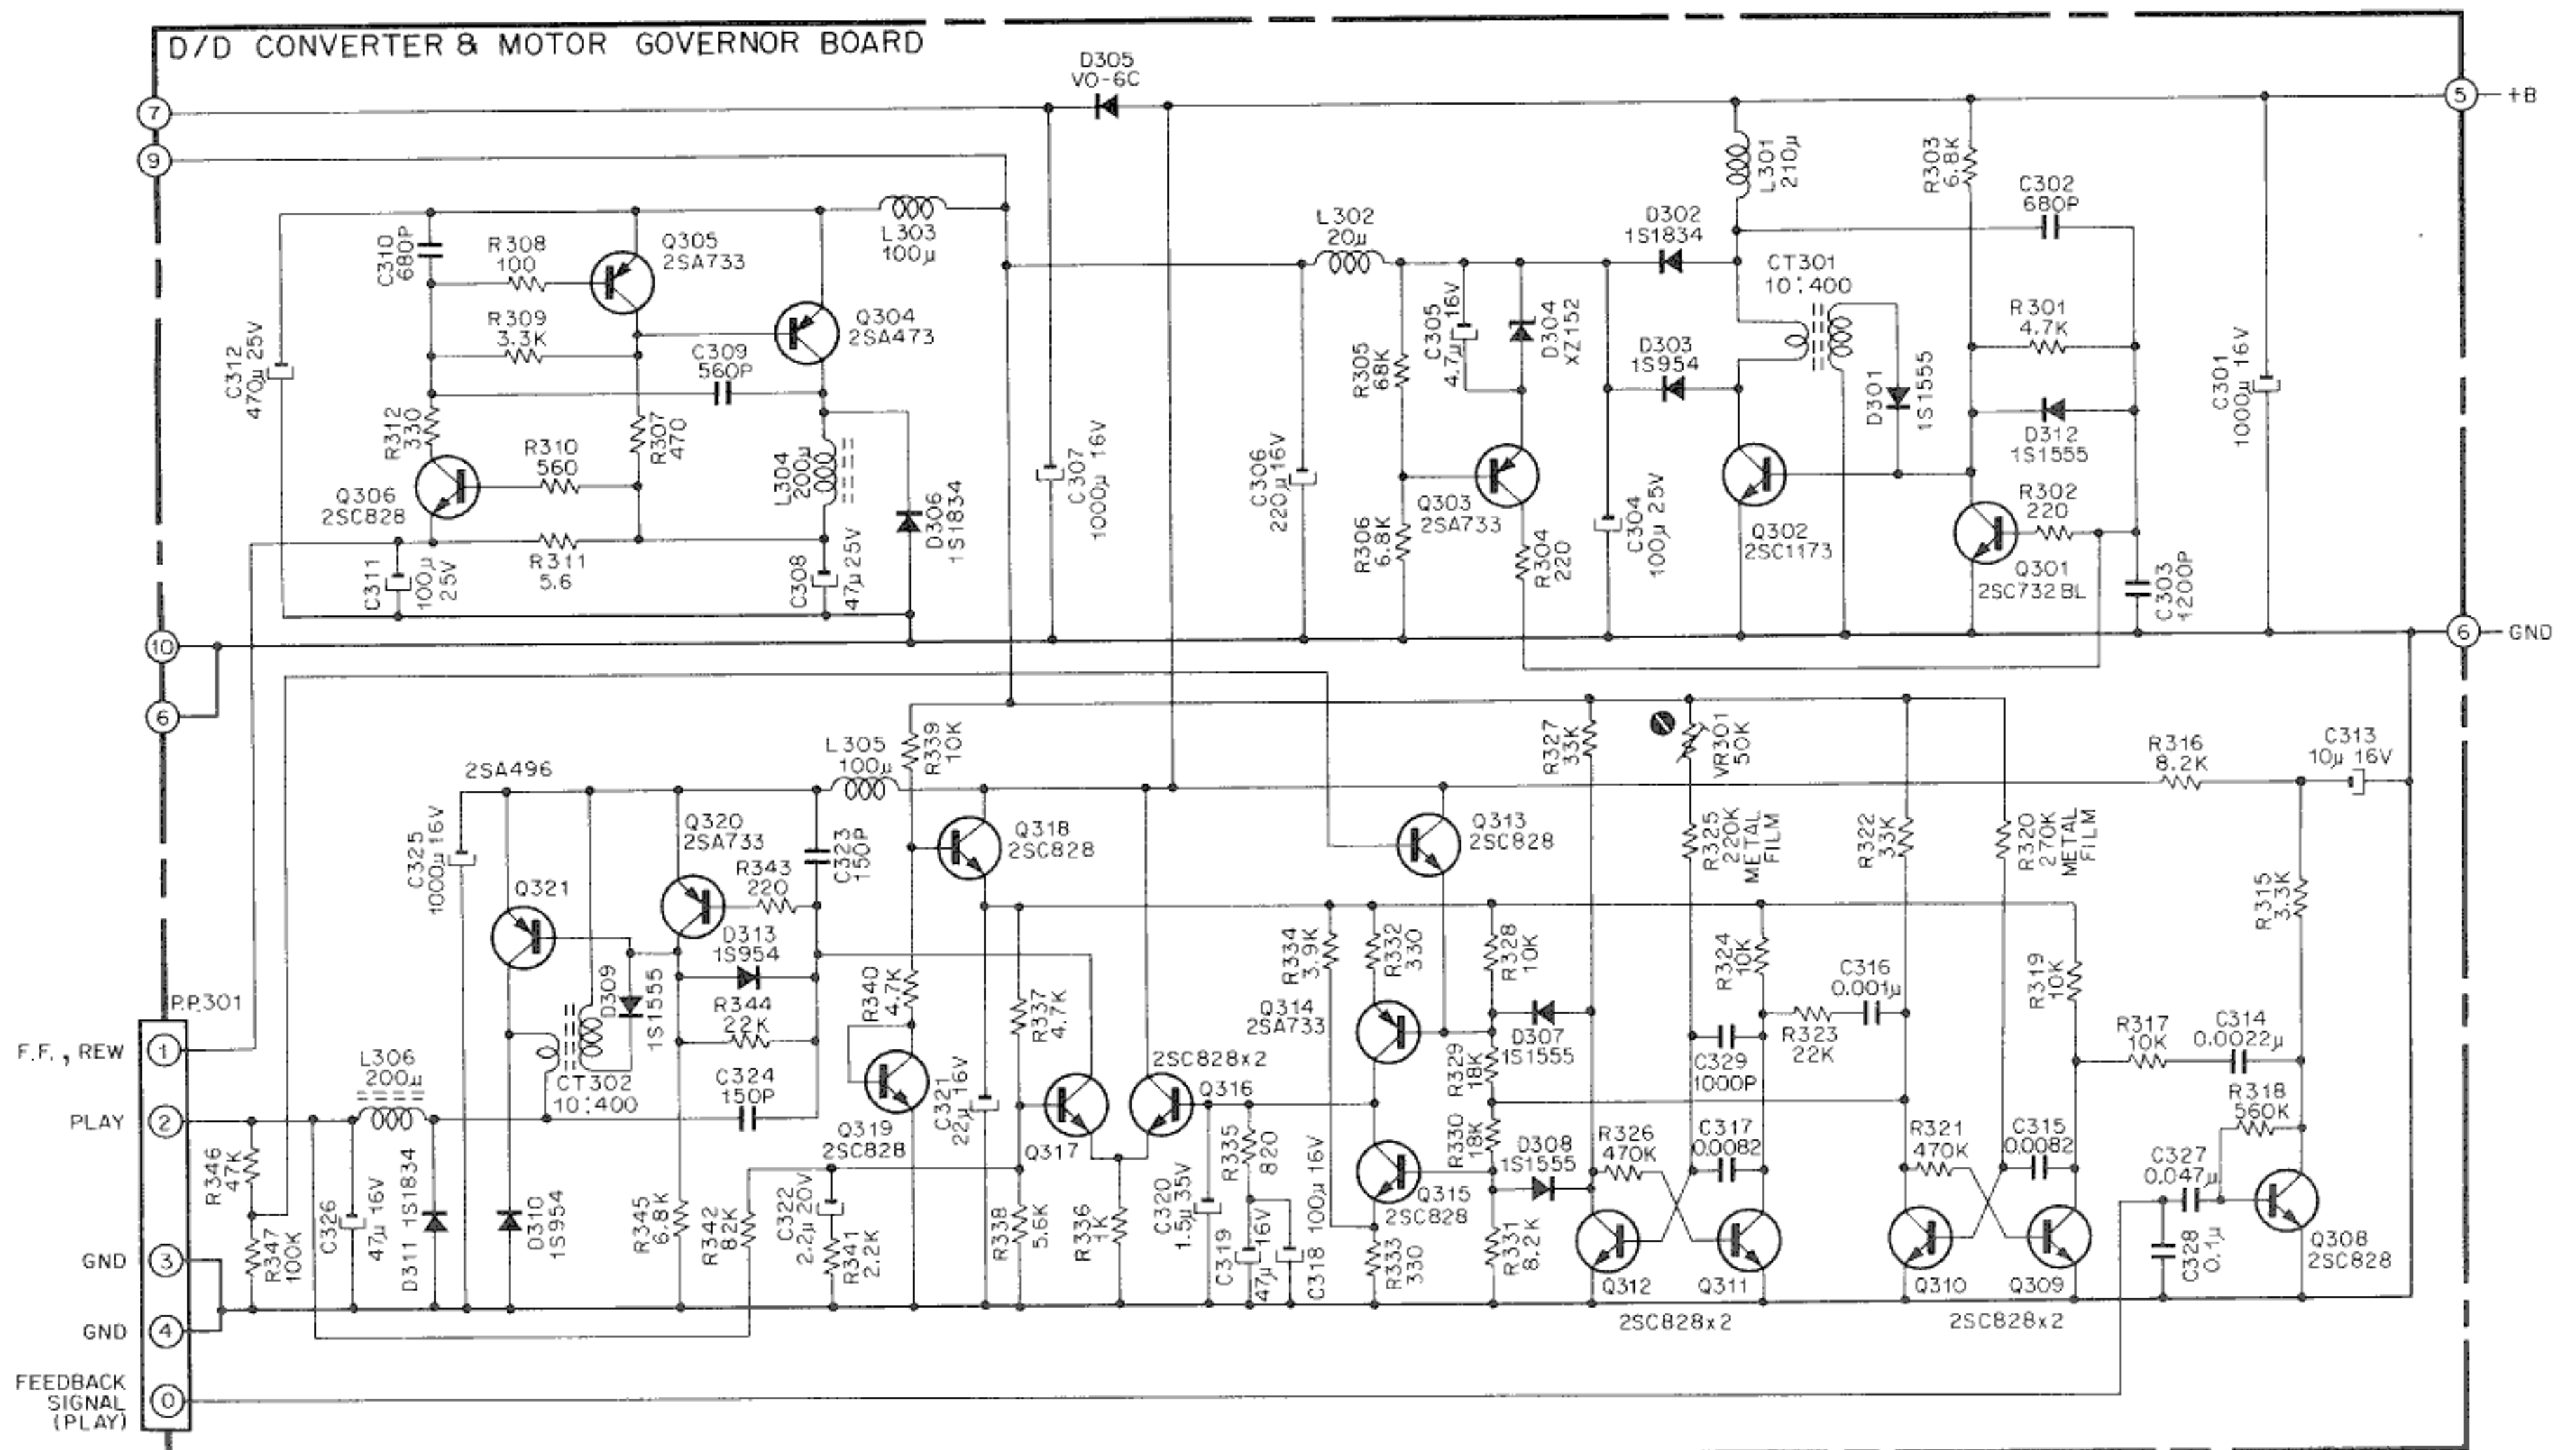 D/D CONVERTER & MOTOR GOVERNOR BOARD
D305
VO-6C
7
5
+B
9
L301
210μ
R303
6.8K
C302
680P
L303
100μ
L302
20μ
D302
1S1834
C310
680P
R308
100
Q305
2SA733
CT301
10:400
R309
3.3K
Q304
2SA473
C305
4.7μ 16V
D304
XZ152
R301
4.7K
C312
470μ 25V
C309
560P
R305
68K
D303
1S954
D301
1S1555
C301
1000μ 16V
R312
330
R310
560
R307
470
L304
200μ
C307
1000μ 16V
C306
220μ 16V
D312
1S1555
Q306
2SC828
D306
1S1834
Q303
2SA733
C304
100μ 25V
Q302
2SC1173
R302
220
R311
5.6
R306
6.8K
R304
220
Q301
2SC732BL
C311
100μ
25V
C308
47μ 25V
C303
1200P
10
6
GND
6
R339
10K
R327
33K
VR301
50K
R316
8.2K
C313
10μ 16V
L305
100μ
2SA496
C325
1000μ 16V
Q320
2SA733
C323
150P
Q318
2SC828
Q313
2SC828
R325
220K
METAL
FILM
R322
33K
R320
270K
METAL
FILM
R343
220
Q321
R315
3.3K
D313
1S954
R334
3.9K
R332
330
R328
10K
R324
10K
C316
0.001μ
R319
10K
D309
1S1555
R340
4.7K
R337
4.7K
Q314
2SA733
P.P.301
R344
22K
D307
1S1555
R323
22K
R317
10K
C314
0.0022μ
F.F., REW
1
L306
200μ
CT302
10:400
C324
150P
C321
22μ 16V
2SC828x2
Q316
R329
18K
C329
1000P
R318
560K
PLAY
2
Q319
2SC828
Q317
R335
820
R330
18K
D308
1S1555
R326
470K
C317
0.0082
R321
470K
C315
0.0082
C327
0.047μ
R346
47K
C326
47μ 16V
D311 1S1834
D310
1S954
R345
6.8K
R342
82K
C322
2.2μ 20V
R341
2.2K
R338
5.6K
R336
1K
C320
1.5μ 35V
C319
47μ 16V
C318 100μ 16V
Q315
2SC828
R333
330
R331
8.2K
GND
3
R347
100K
C328
0.1μ
Q308
2SC828
Q312
Q311
Q310
Q309
GND
4
2SC828x2
2SC828x2
FEEDBACK
SIGNAL
(PLAY)
0